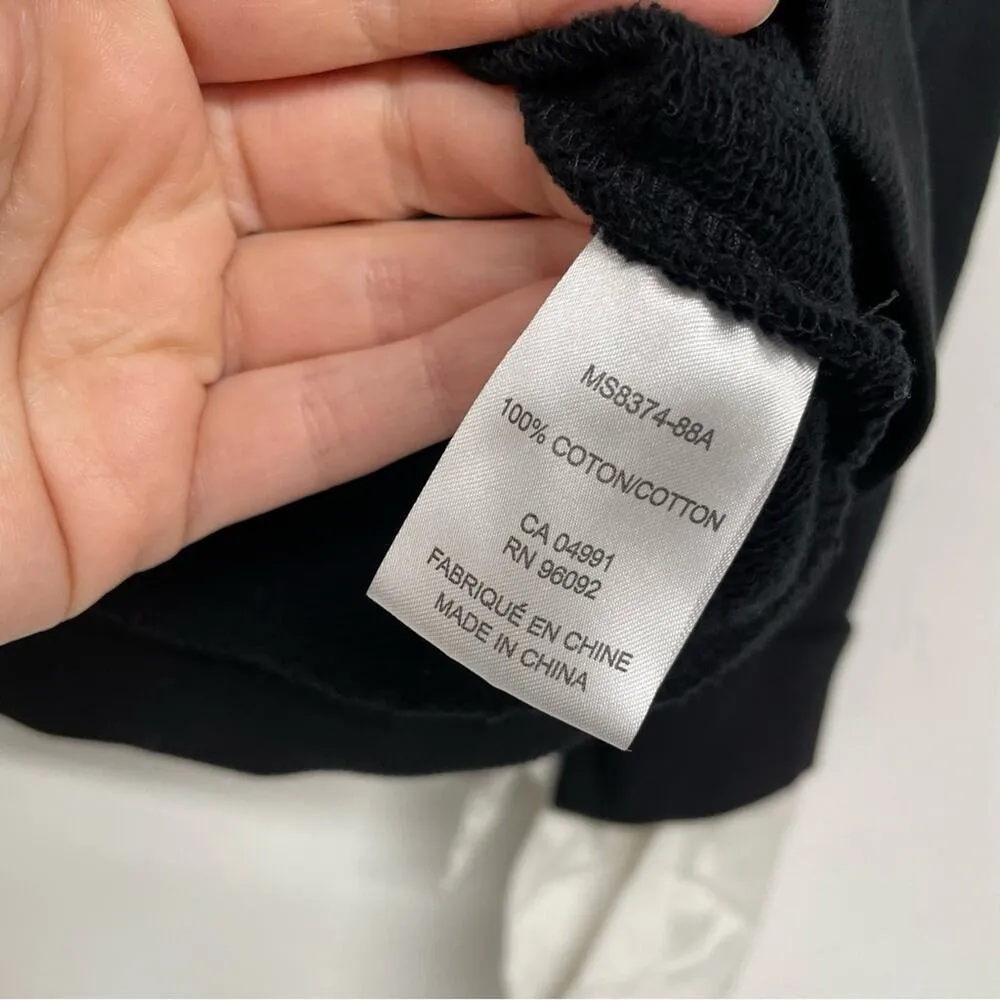 MS8374-88A
100% COTON/COTTON
CA 04991
RN 96092
FABRIQUÉ EN CHINE
MADE IN CHINA